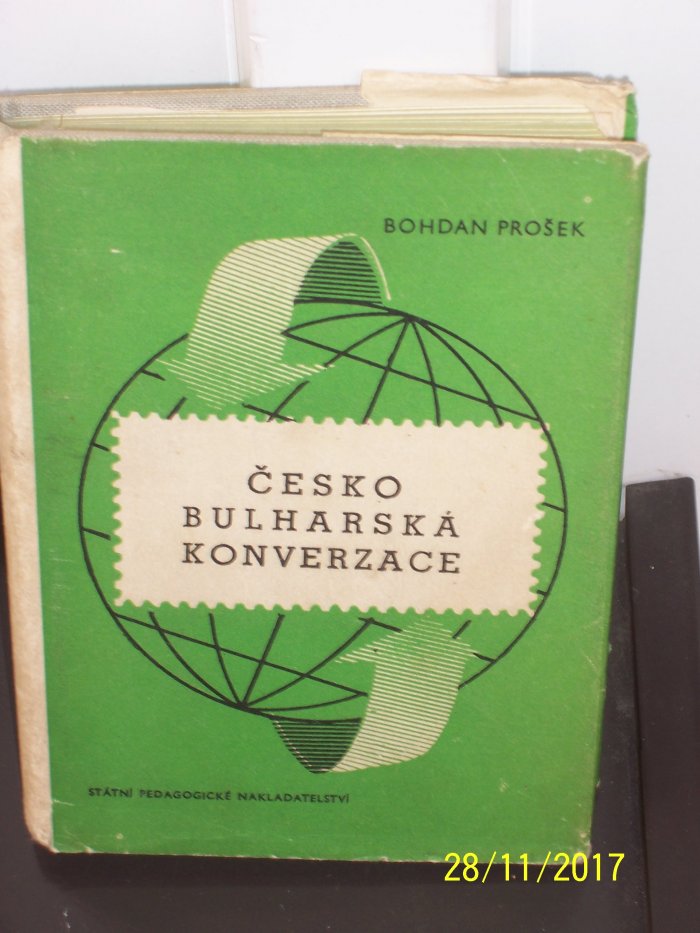 BOHDAN PROŠEK
ČESKO
BULHARSKÁ
KONVERZACE
STÁTNÍ PEDAGOGICKÉ NAKLADATELSTVÍ
28/11/2017